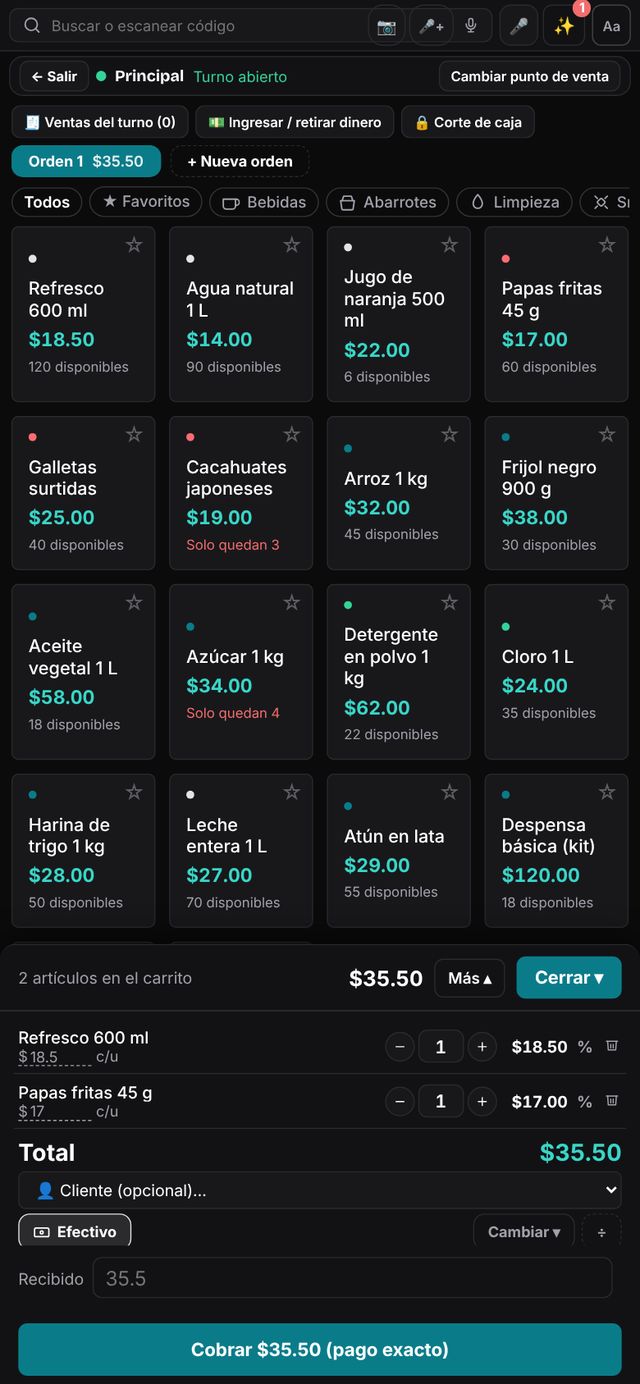 Buscar o escanear código
+
1
Aa
← Salir
Principal
Turno abierto
Cambiar punto de venta
Ventas del turno (0)
Ingresar / retirar dinero
Corte de caja
Orden 1 $35.50
+ Nueva orden
Todos
★ Favoritos
Bebidas
Abarrotes
Limpieza
Refresco
600 ml
$18.50
120 disponibles
Agua natural
1 L
$14.00
90 disponibles
Jugo de
naranja 500
ml
$22.00
6 disponibles
Papas fritas
45 g
$17.00
60 disponibles
Galletas
surtidas
$25.00
40 disponibles
Cacahuates
japoneses
$19.00
Solo quedan 3
Arroz 1 kg
$32.00
45 disponibles
Frijol negro
900 g
$38.00
30 disponibles
Aceite
vegetal 1 L
$58.00
18 disponibles
Azúcar 1 kg
$34.00
Solo quedan 4
Detergente
en polvo 1
kg
$62.00
22 disponibles
Cloro 1 L
$24.00
35 disponibles
Harina de
trigo 1 kg
$28.00
50 disponibles
Leche
entera 1 L
$27.00
70 disponibles
Atún en lata
$29.00
55 disponibles
Despensa
básica (kit)
$120.00
18 disponibles
2 artículos en el carrito
$35.50
Más ▴
Cerrar ▾
Refresco 600 ml
$ 18.5 c/u
− 1 + $18.50 %
Papas fritas 45 g
$ 17 c/u
− 1 + $17.00 %
Total $35.50
Cliente (opcional)...
Efectivo
Cambiar ▾
÷
Recibido 35.5
Cobrar $35.50 (pago exacto)